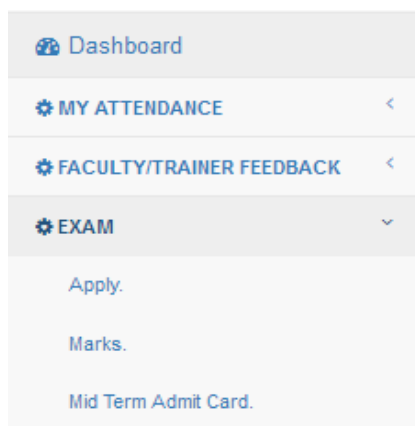 Dashboard
MY ATTENDANCE
FACULTY/TRAINER FEEDBACK
EXAM
Apply.
Marks.
Mid Term Admit Card.